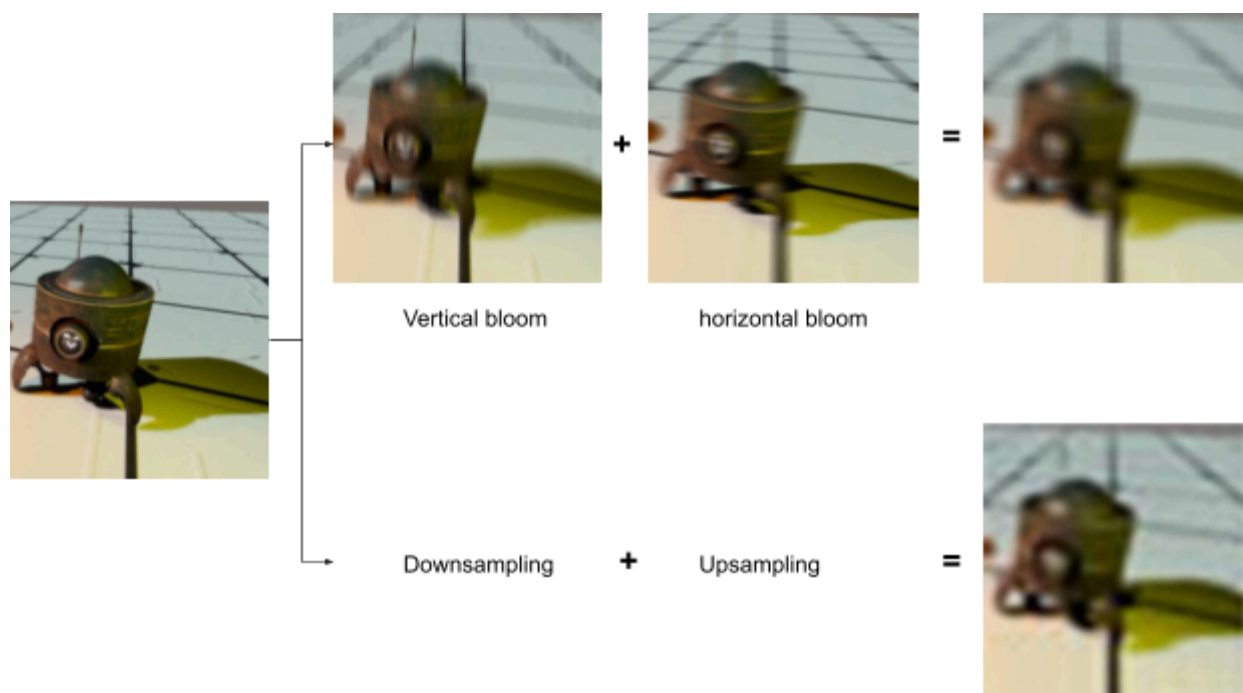 +
=
Vertical bloom
horizontal bloom
Downsampling + Upsampling =